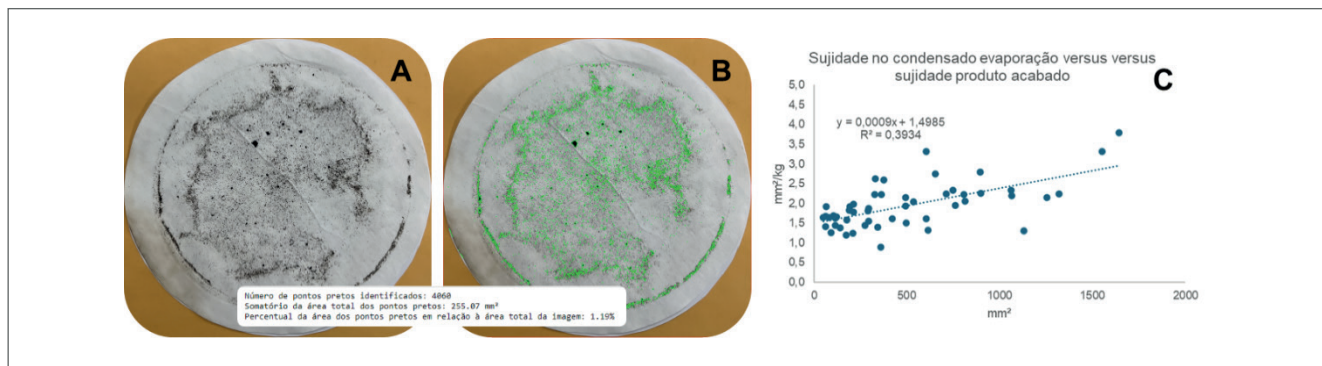 A
B
Número de pontos pretos identificados: 4060
Somatório da área total dos pontos pretos: 255.07 mm²
Percentual da área dos pontos pretos em relação à área total da imagem: 1.19%
C
Sujidade no condensado evaporação versus versus
sujidade produto acabado
y = 0,0009x + 1,4985
R² = 0,3934
mm²/kg
5,0
4,5
4,0
3,5
3,0
2,5
2,0
1,5
1,0
0,5
0,0
0
500
1000
1500
2000
mm²